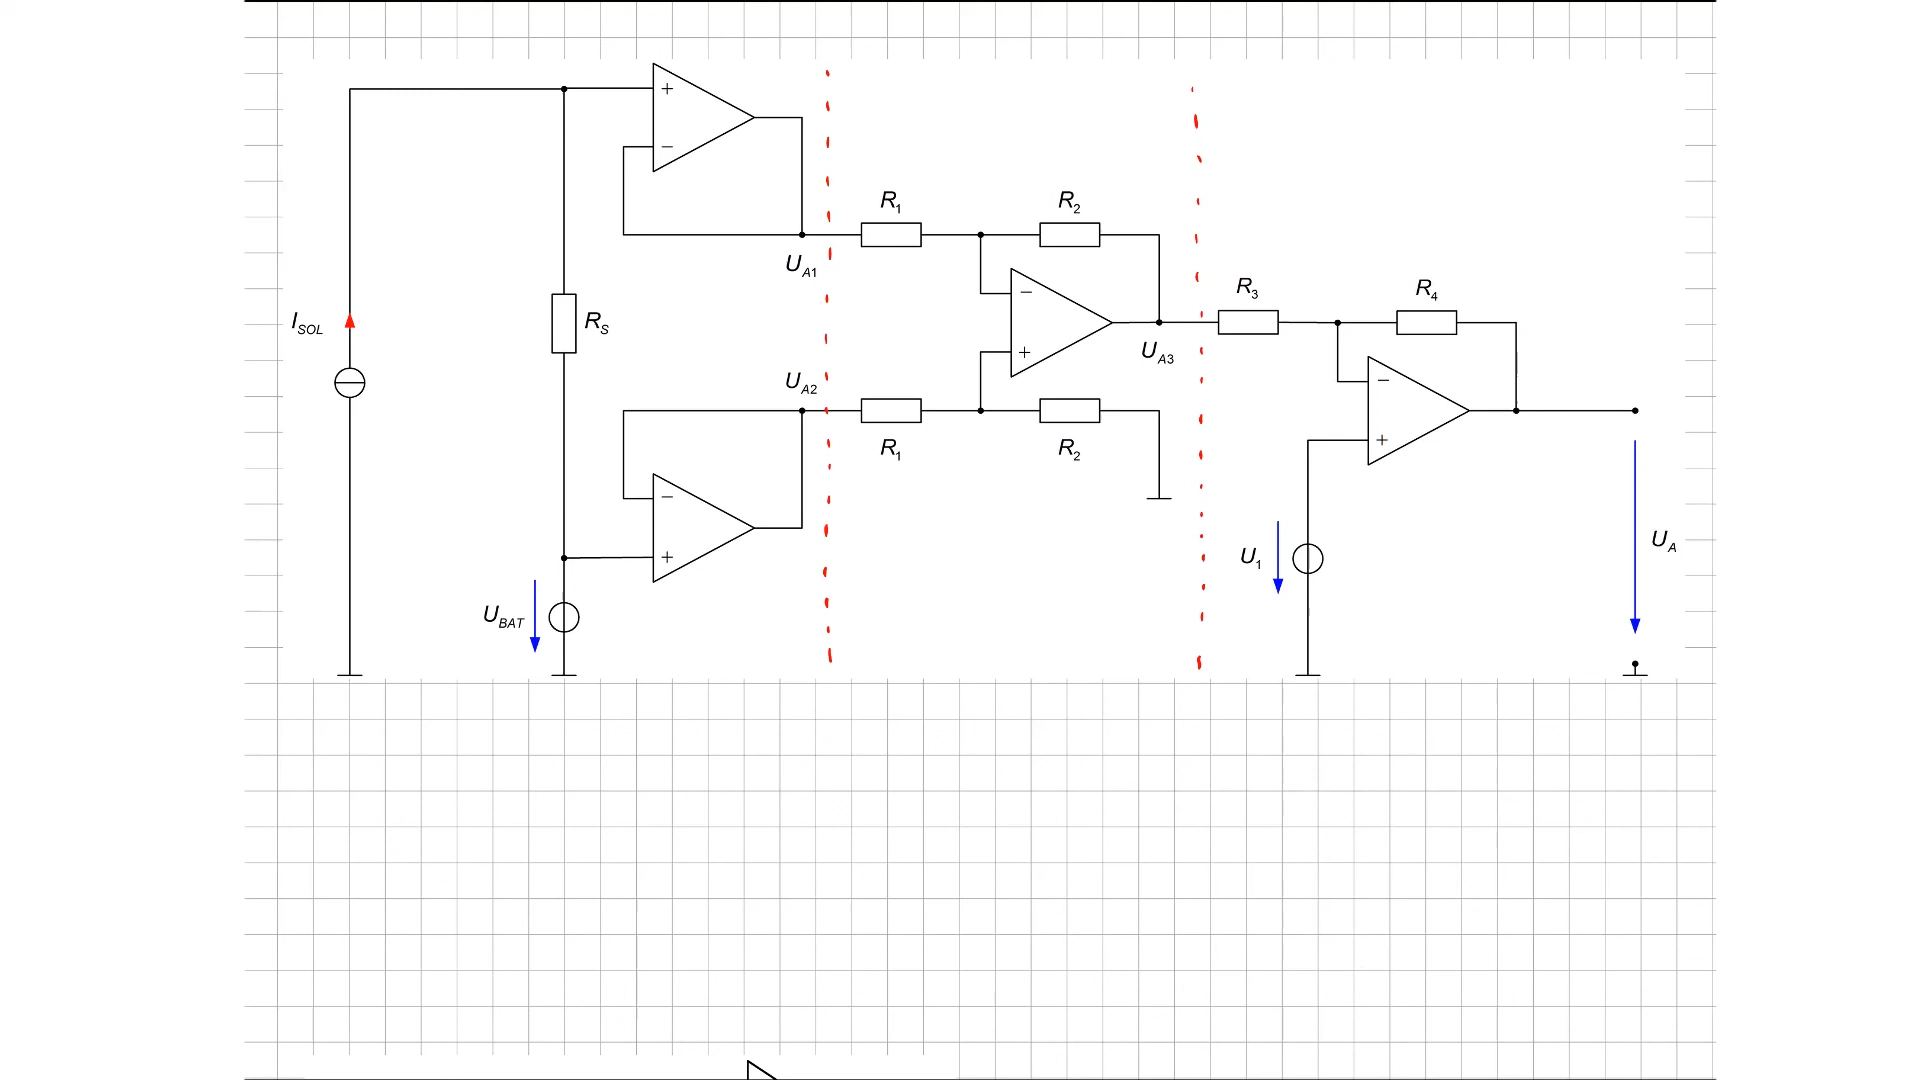 +
−
R1
R2
UA1
R3
R4
ISOL
RS
−
+
UA3
UA2
−
+
R1
R2
−
+
U1
UA
UBAT